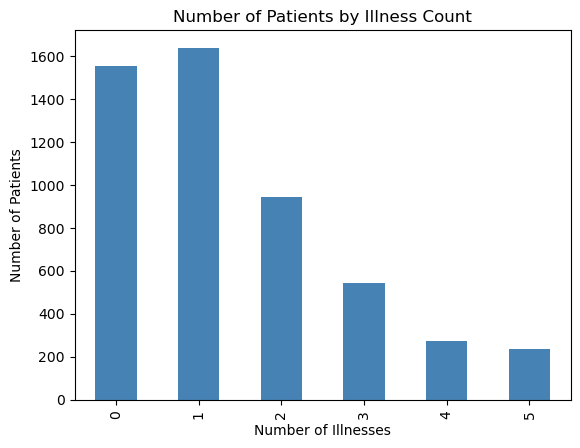 Number of Patients by Illness Count
Number of Patients
1600
1400
1200
1000
800
600
400
200
0
0 1 2 3 4 5
Number of Illnesses